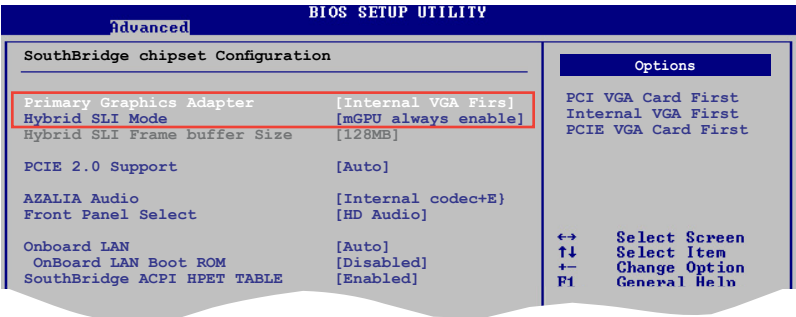 BIOS SETUP UTILITY
Advanced
SouthBridge chipset Configuration
Primary Graphics Adapter [Internal VGA Firs]
Hybrid SLI Mode [mGPU always enable]
Hybrid SLI Frame buffer Size [128MB]
PCIE 2.0 Support [Auto]
AZALIA Audio [Internal codec+E}
Front Panel Select [HD Audio]
Onboard LAN [Auto]
OnBoard LAN Boot ROM [Disabled]
SouthBridge ACPI HPET TABLE [Enabled]
Options
PCI VGA Card First
Internal VGA First
PCIE VGA Card First
←→ Select Screen
↑↓ Select Item
+- Change Option
F1 General Help